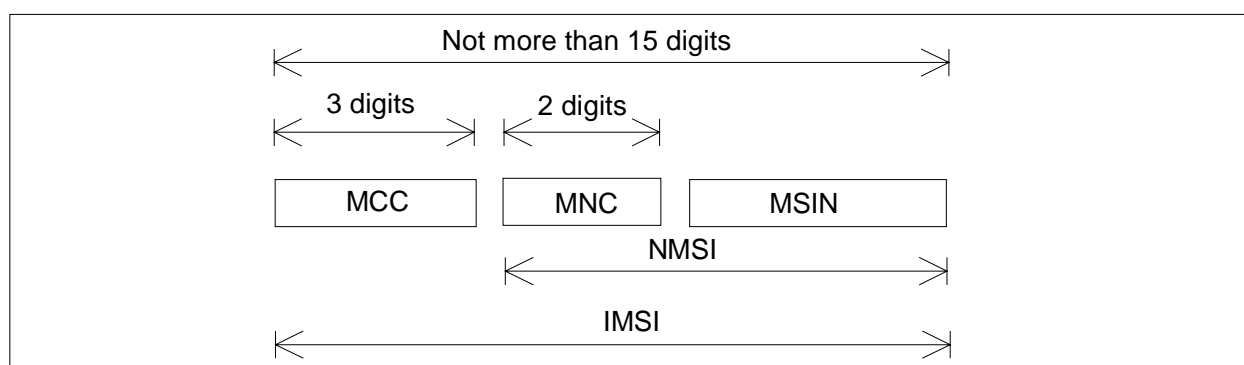 Not more than 15 digits
3 digits 2 digits
MCC MNC MSIN
NMSI
IMSI